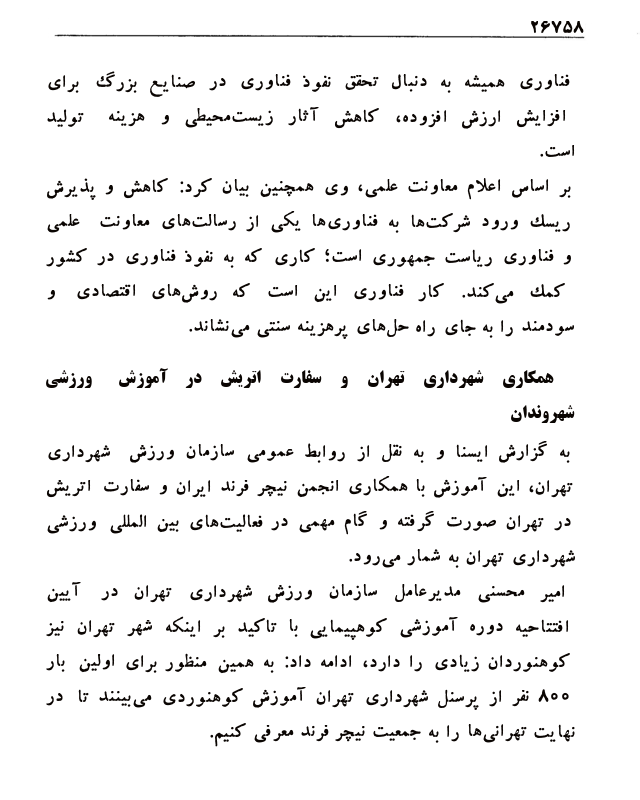 ۲۶۷۵۸
فناوری همیشه به دنبال تحقق نفوذ فناوری در صنایع بزرگ برای
افزایش ارزش افزوده، کاهش آثار زیست‌محیطی و هزینه تولید
است.
بر اساس اعلام معاونت علمی، وی همچنین بیان کرد: کاهش و پذیرش
ریسك ورود شرکت‌ها به فناوری‌ها یکی از رسالت‌های معاونت علمی
و فناوری ریاست جمهوری است؛ کاری که به نفوذ فناوری در کشور
کمك می‌کند. کار فناوری این است که روش‌های اقتصادی و
سودمند را به جای راه حل‌های پرهزینه سنتی می‌نشاند.
همکاری شهرداری تهران و سفارت اتریش در آموزش ورزشی
شهروندان
به گزارش ایسنا و به نقل از روابط عمومی سازمان ورزش شهرداری
تهران، این آموزش با همکاری انجمن نیچر فرند ایران و سفارت اتریش
در تهران صورت گرفته و گام مهمی در فعالیت‌های بین المللی ورزشی
شهرداری تهران به شمار می‌رود.
امیر محسنی مدیرعامل سازمان ورزش شهرداری تهران در آیین
افتتاحیه دوره آموزشی کوهپیمایی با تاکید بر اینکه شهر تهران نیز
کوهنوردان زیادی را دارد، ادامه داد: به همین منظور برای اولین بار
۸۰۰ نفر از پرسنل شهرداری تهران آموزش کوهنوردی می‌بینند تا در
نهایت تهرانی‌ها را به جمعیت نیچر فرند معرفی کنیم.